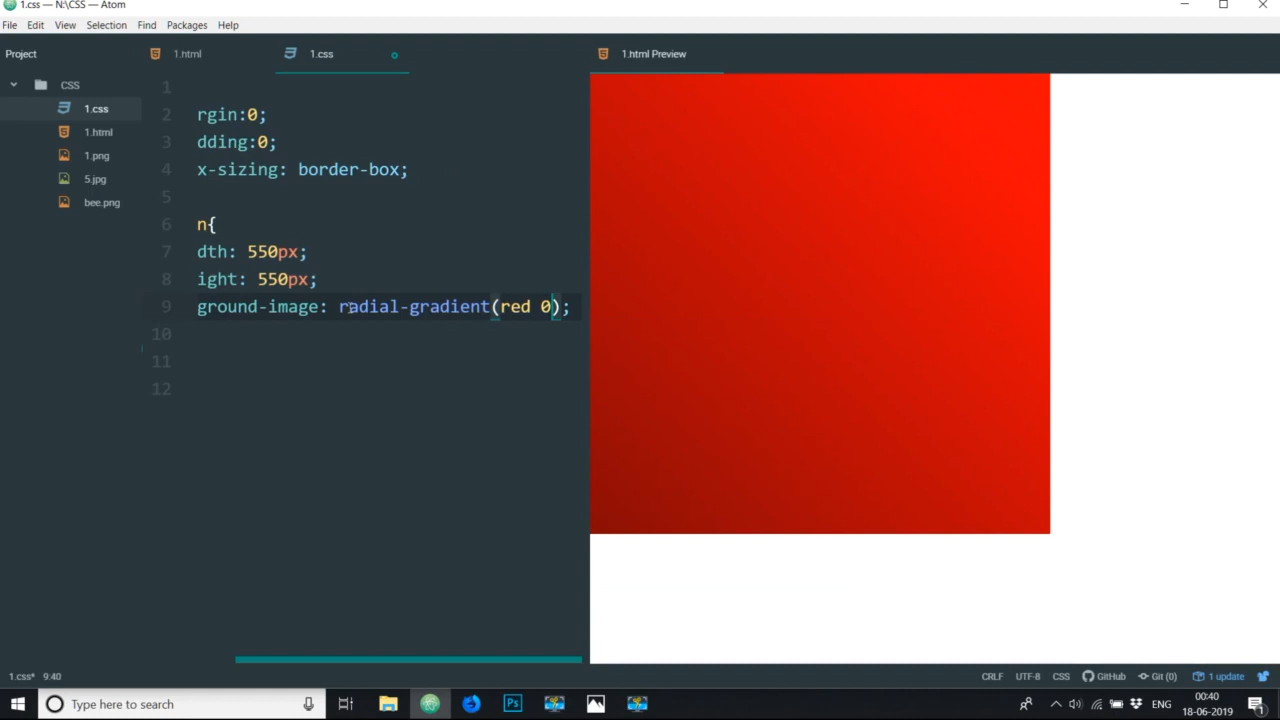 1.css — N:\CSS — Atom
File Edit View Selection Find Packages Help
Project
1.html
1.css
1.html Preview
CSS
1.css
1.html
1.png
5.jpg
bee.png
1
2 rgin:0;
3 dding:0;
4 x-sizing: border-box;
5
6 n{
7 dth: 550px;
8 ight: 550px;
9 ground-image: radial-gradient(red 0);
10
11
12
1.css* 9:40
CRLF UTF-8 CSS GitHub Git (0) 1 update
Type here to search
Ps
ENG
00:40
18-06-2019
1